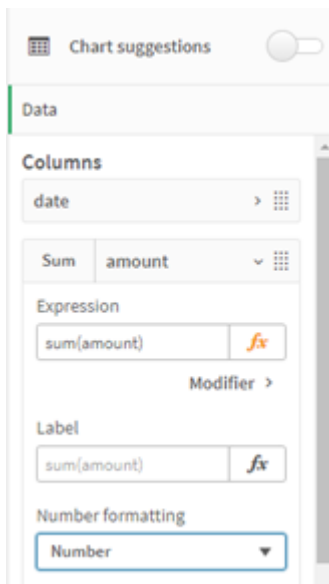 Chart suggestions
Data
Columns
date
Sum amount
Expression
sum(amount) fx
Modifier >
Label
sum(amount) fx
Number formatting
Number